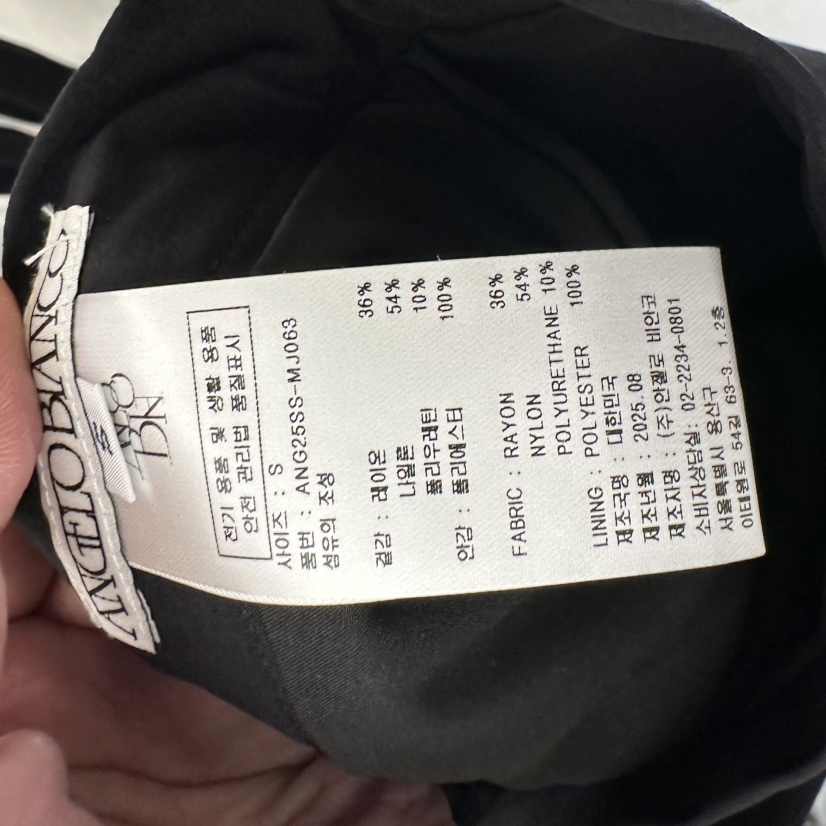 ANGELO BIANCO
S
전기 용품 및 생활 용품
안전 관리법 품질표시
사이즈 : S
품번 : ANG25SS-MJ063
섬유의 조성
겉감 : 레이온 36%
나일론 54%
폴리우레탄 10%
안감 : 폴리에스터 100%
FABRIC : RAYON 36%
NYLON 54%
POLYURETHANE 10%
LINING : POLYESTER 100%
제조국명 : 대한민국
제조년월 : 2025.08
제조자명 : (주)안젤로 비안코
소비자상담실: 02-2234-0801
서울특별시 용산구
이태원로 54길 63-3. 1.2층